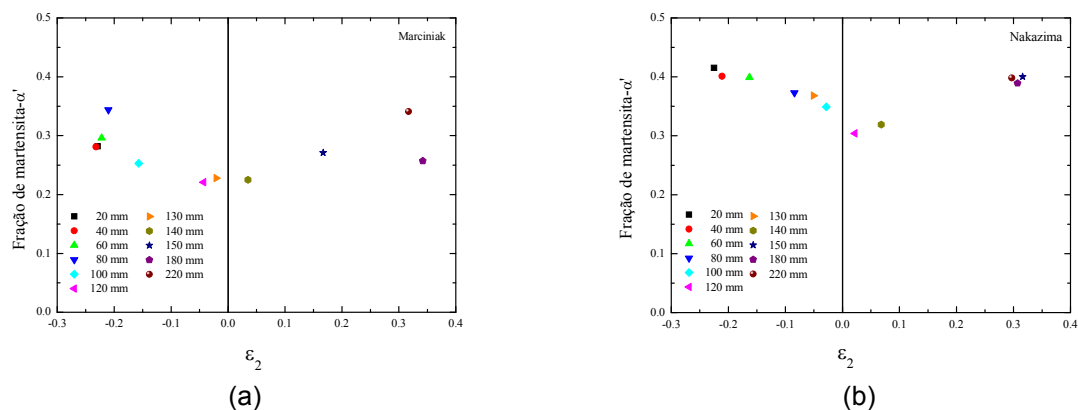 Marciniak
Fração de martensita-α'
0.5
0.4
0.3
0.2
0.1
0.0
20 mm
40 mm
60 mm
80 mm
100 mm
120 mm
130 mm
140 mm
150 mm
180 mm
220 mm
-0.3 -0.2 -0.1 0.0 0.1 0.2 0.3 0.4
ε2
(a)
Nakazima
Fração de martensita-α'
0.5
0.4
0.3
0.2
0.1
0.0
20 mm
40 mm
60 mm
80 mm
100 mm
120 mm
130 mm
140 mm
150 mm
180 mm
220 mm
-0.3 -0.2 -0.1 0.0 0.1 0.2 0.3 0.4
ε2
(b)